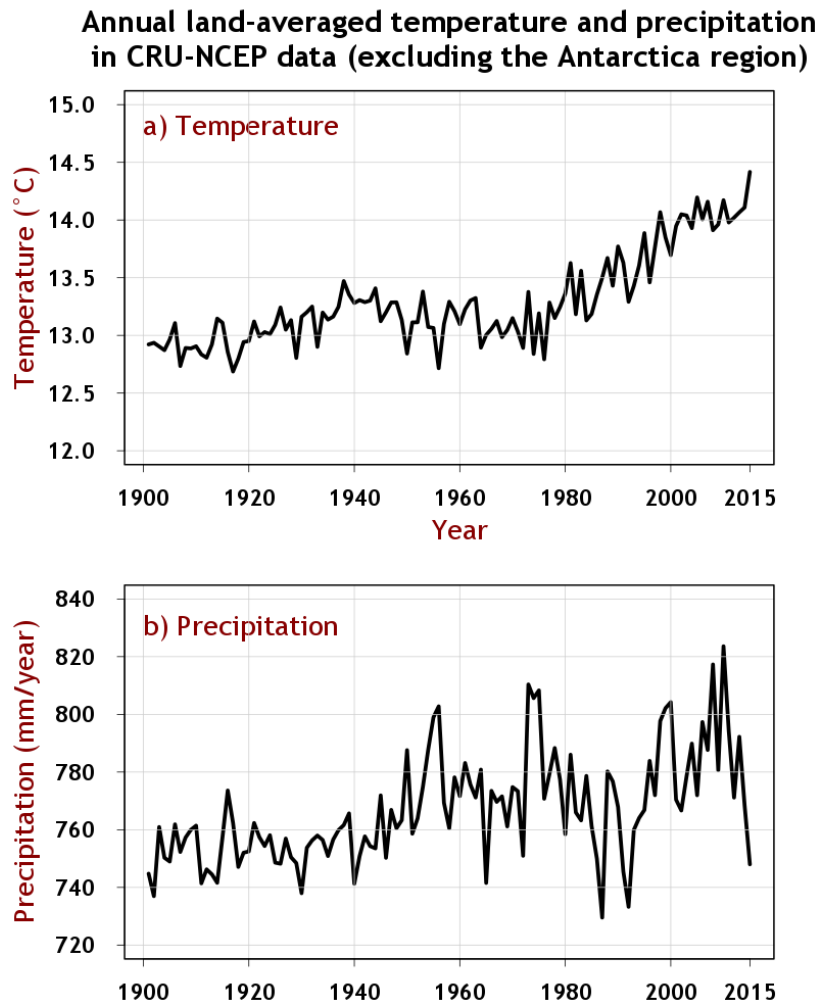 Annual land-averaged temperature and precipitation
in CRU-NCEP data (excluding the Antarctica region)
a) Temperature
Temperature (°C)
15.0
14.5
14.0
13.5
13.0
12.5
12.0
1900 1920 1940 1960 1980 2000 2015
Year
b) Precipitation
Precipitation (mm/year)
840
820
800
780
760
740
720
1900 1920 1940 1960 1980 2000 2015